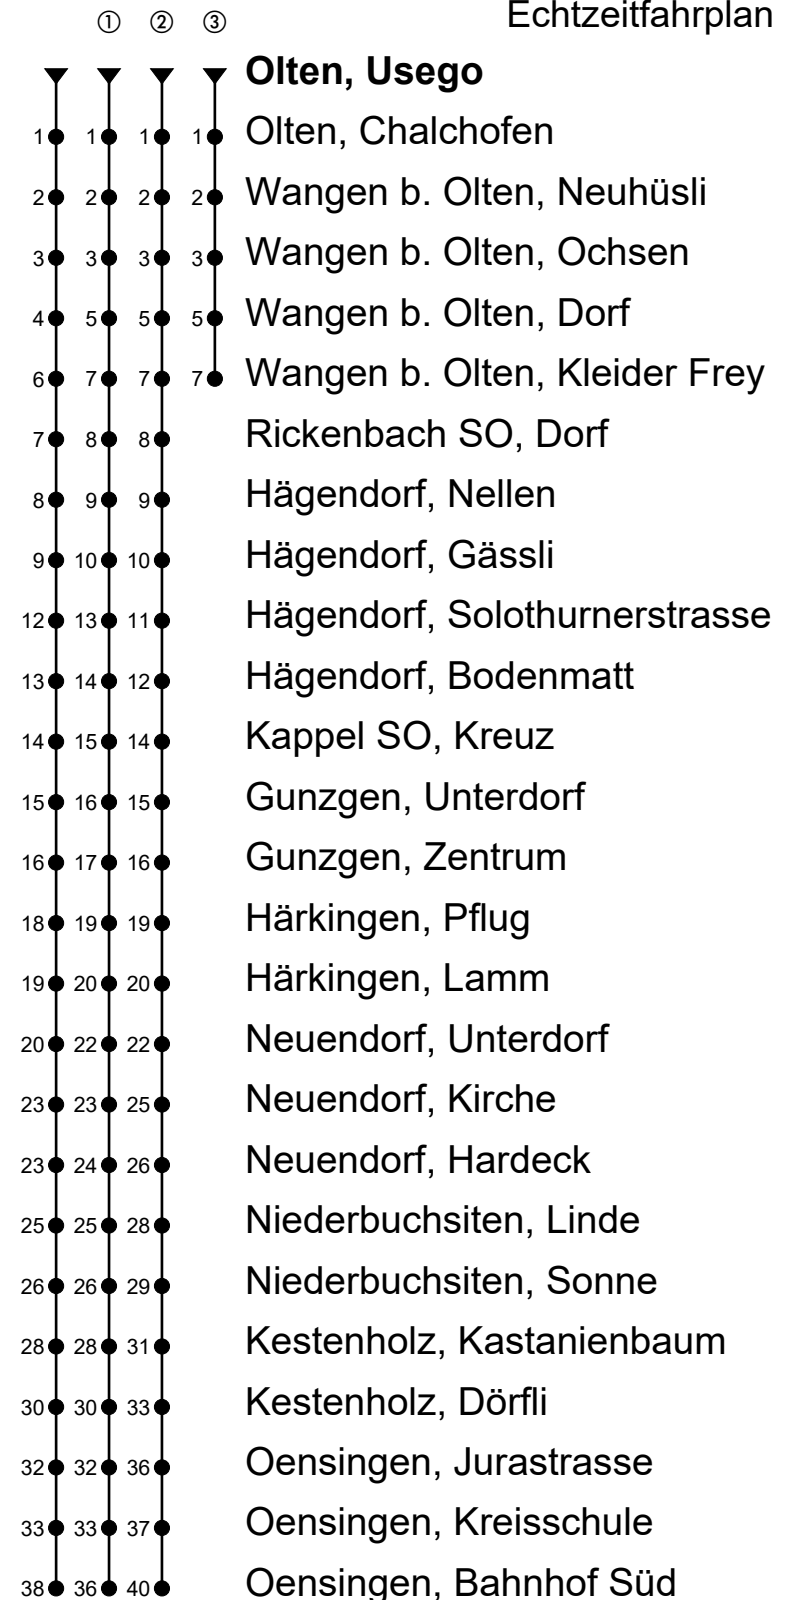 ① ② ③ Echtzeitfahrplan
Olten, Usego
1 1 1 1 Olten, Chalchofen
2 2 2 2 Wangen b. Olten, Neuhüsli
3 3 3 3 Wangen b. Olten, Ochsen
4 5 5 5 Wangen b. Olten, Dorf
6 7 7 7 Wangen b. Olten, Kleider Frey
7 8 8 Rickenbach SO, Dorf
8 9 9 Hägendorf, Nellen
9 10 10 Hägendorf, Gässli
12 13 11 Hägendorf, Solothurnerstrasse
13 14 12 Hägendorf, Bodenmatt
14 15 14 Kappel SO, Kreuz
15 16 15 Gunzgen, Unterdorf
16 17 16 Gunzgen, Zentrum
18 19 19 Härkingen, Pflug
19 20 20 Härkingen, Lamm
20 22 22 Neuendorf, Unterdorf
23 23 25 Neuendorf, Kirche
23 24 26 Neuendorf, Hardeck
25 25 28 Niederbuchsiten, Linde
26 26 29 Niederbuchsiten, Sonne
28 28 31 Kestenholz, Kastanienbaum
30 30 33 Kestenholz, Dörfli
32 32 36 Oensingen, Jurastrasse
33 33 37 Oensingen, Kreisschule
38 36 40 Oensingen, Bahnhof Süd